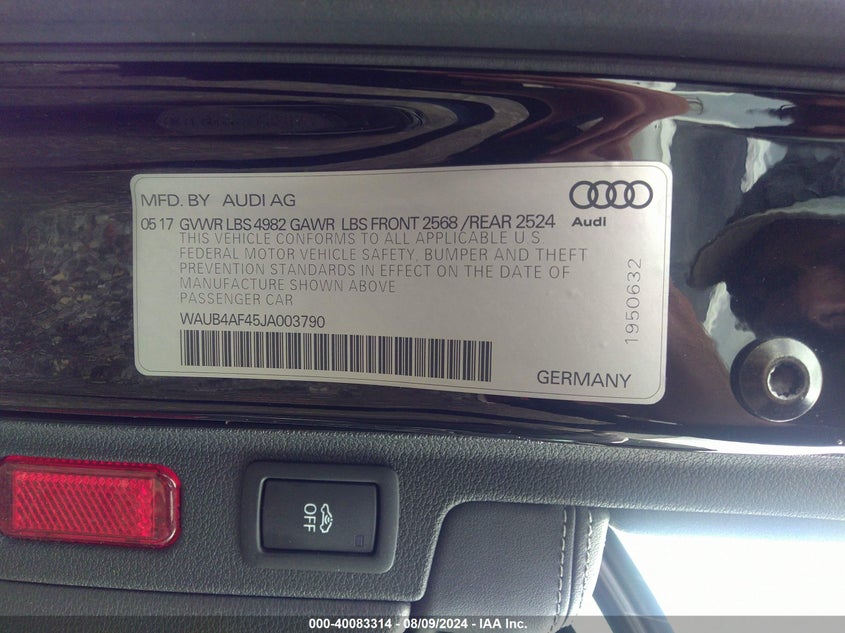 MFD. BY AUDI AG
05 17 GVWR LBS 4982 GAWR LBS FRONT 2568 /REAR 2524
Audi
THIS VEHICLE CONFORMS TO ALL APPLICABLE U S
FEDERAL MOTOR VEHICLE SAFETY, BUMPER AND THEFT
PREVENTION STANDARDS IN EFFECT ON THE DATE OF
MANUFACTURE SHOWN ABOVE
PASSENGER CAR
WAUB4AF45JA003790
1950632
GERMANY
OFF
000-40083314 - 08/09/2024 - IAA Inc.